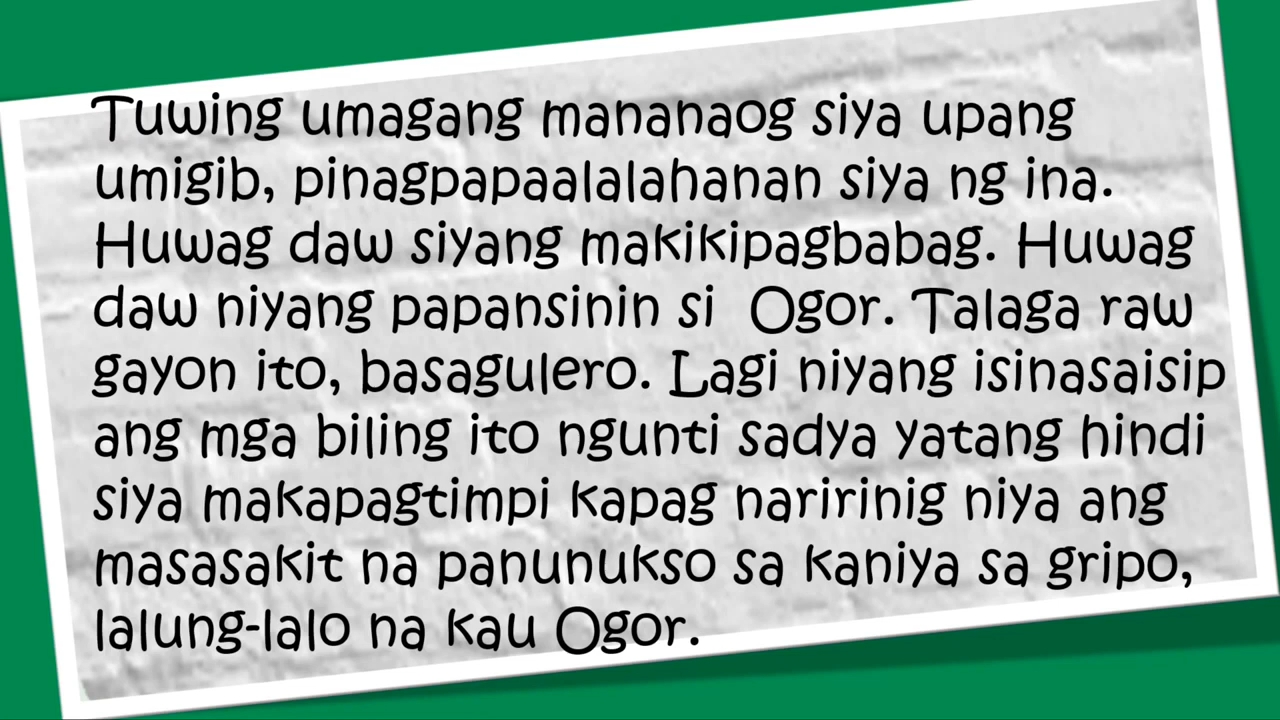 Tuwing umagang mananaog siya upang
umigib, pinagpapaalalahanan siya ng ina.
Huwag daw siyang makikipagbabag. Huwag
daw niyang papansinin si Ogor. Talaga raw
gayon ito, basagulero. Lagi niyang isinasaisip
ang mga biling ito ngunti sadya yatang hindi
siya makapagtimpi kapag naririnig niya ang
masasakit na panunukso sa kaniya sa gripo,
lalung-lalo na kau Ogor.